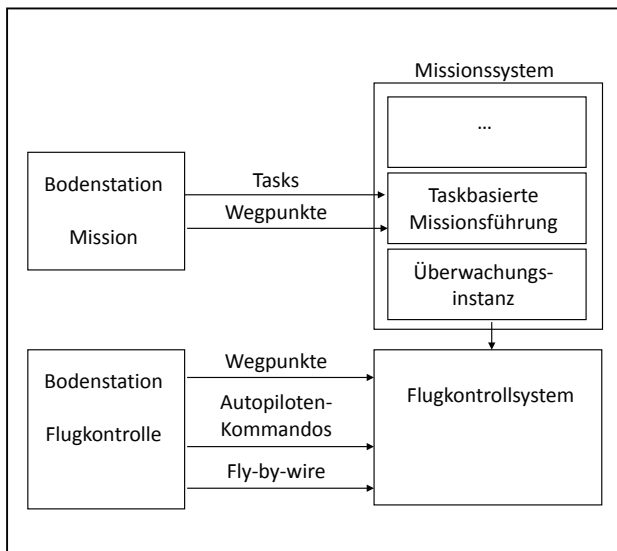 Missionssystem
...
Bodenstation
Mission
Tasks
Wegpunkte
Taskbasierte
Missionsführung
Überwachungs-
instanz
Bodenstation
Flugkontrolle
Wegpunkte
Autopiloten-
Kommandos
Fly-by-wire
Flugkontrollsystem